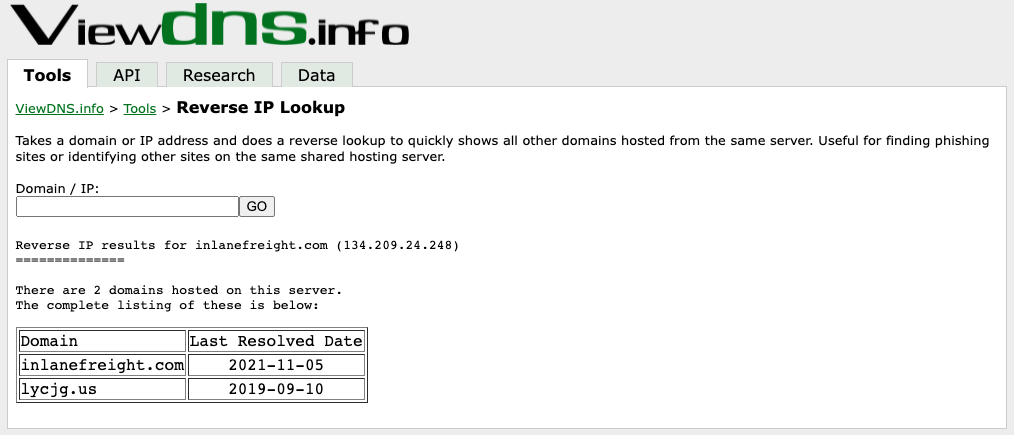 Viewdns.info
Tools API Research Data
ViewDNS.info > Tools > Reverse IP Lookup
Takes a domain or IP address and does a reverse lookup to quickly shows all other domains hosted from the same server. Useful for finding phishing
sites or identifying other sites on the same shared hosting server.
Domain / IP:
GO
Reverse IP results for inlanefreight.com (134.209.24.248)
==============
There are 2 domains hosted on this server.
The complete listing of these is below:
Domain Last Resolved Date
inlanefreight.com 2021-11-05
lycjg.us 2019-09-10